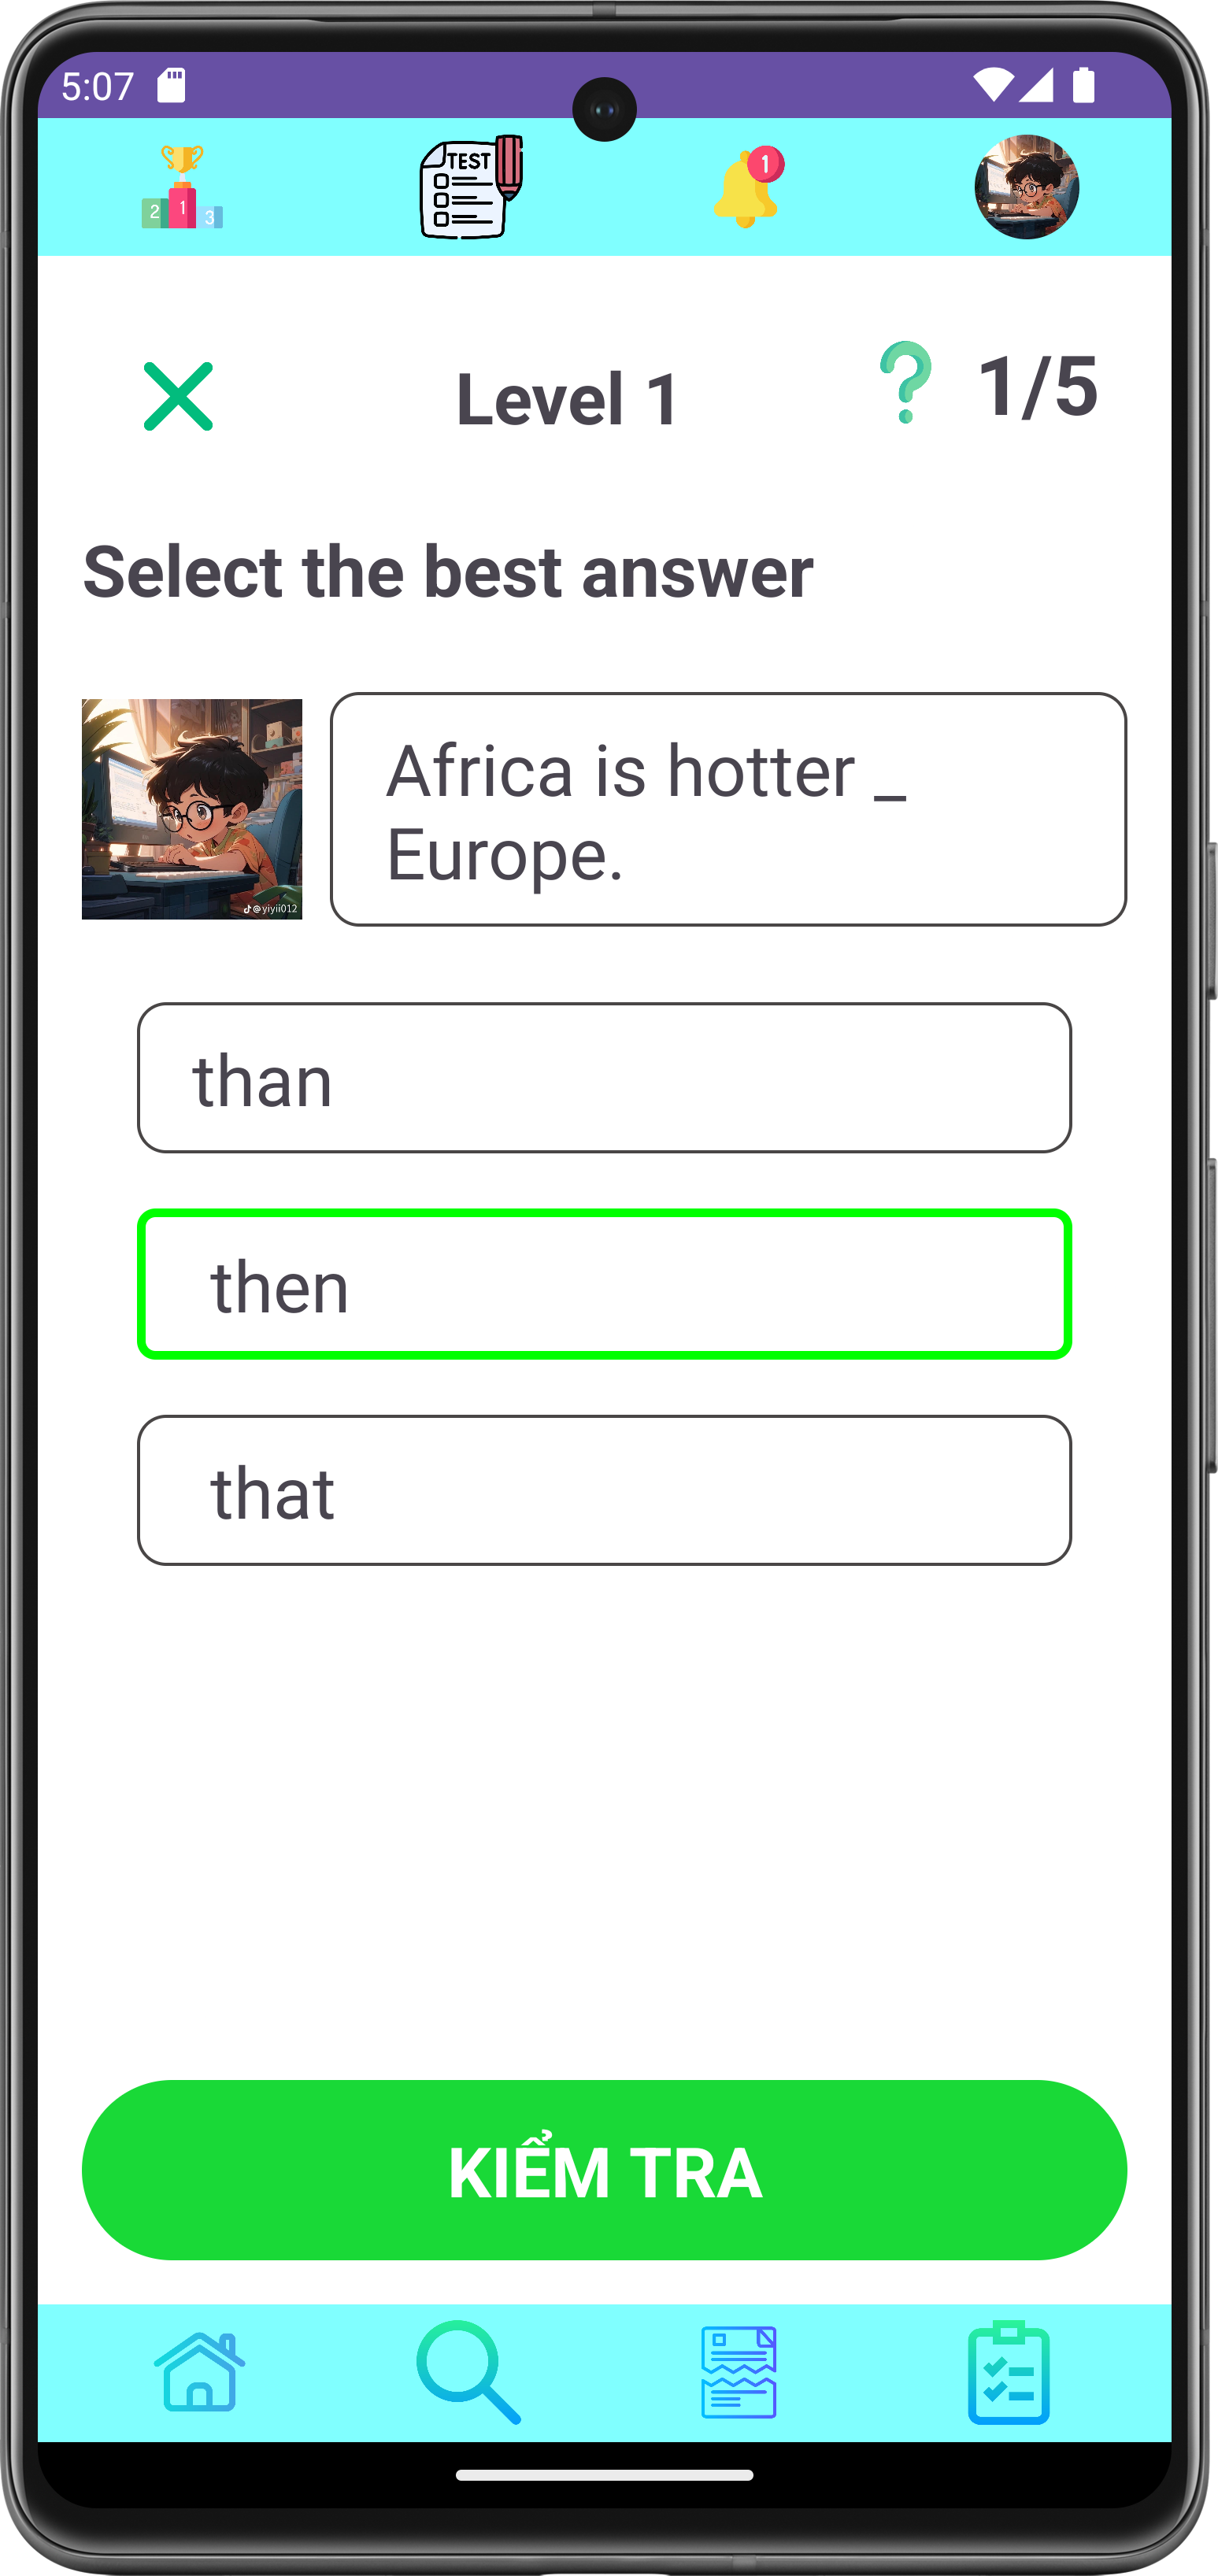 5:07
2 1 3
TEST
1
Level 1
1/5
Select the best answer
Africa is hotter _
Europe.
@yiyii012
than
then
that
KIỂM TRA